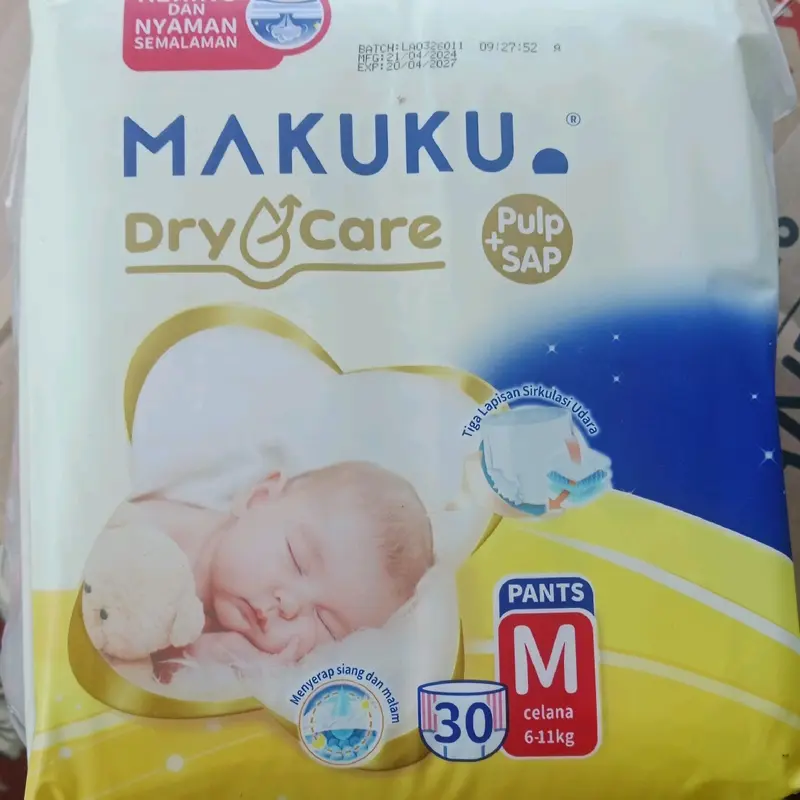 DAN
NYAMAN
SEMALAMAN
BATCH:LA0326011 09:27:52 A
MFG:21/04/2024
EXP:20/04/2027
MAKUKU®
Dry Care
Pulp
+SAP
Tiga Lapisan Sirkulasi Udara
PANTS
M
celana
6-11kg
Menyerap siang dan malam
30